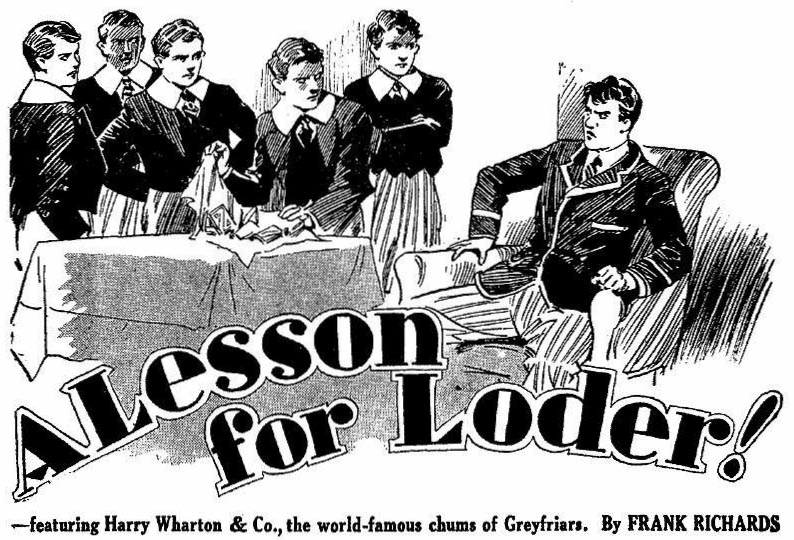 A Lesson
for Loder!
—featuring Harry Wharton & Co., the world-famous chums of Greyfriars. By FRANK RICHARDS